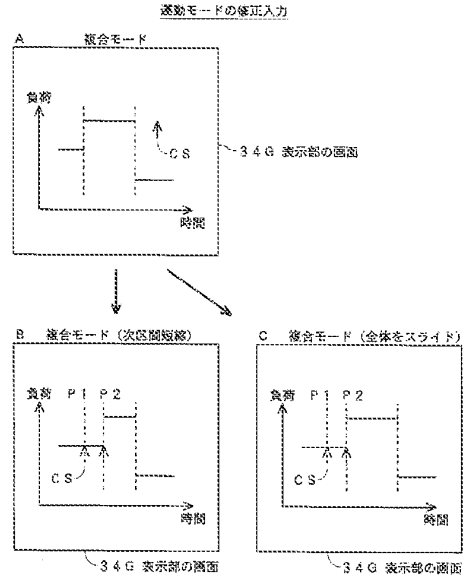 運動モードの修正入力
A 複合モード
負荷
CS
時間
34G 表示部の画面
B 複合モード（次区間短縮）
負荷 P1 P2
CS
時間
34G 表示部の画面
C 複合モード（全体をスライド）
負荷 P1 P2
CS
時間
34G 表示部の画面